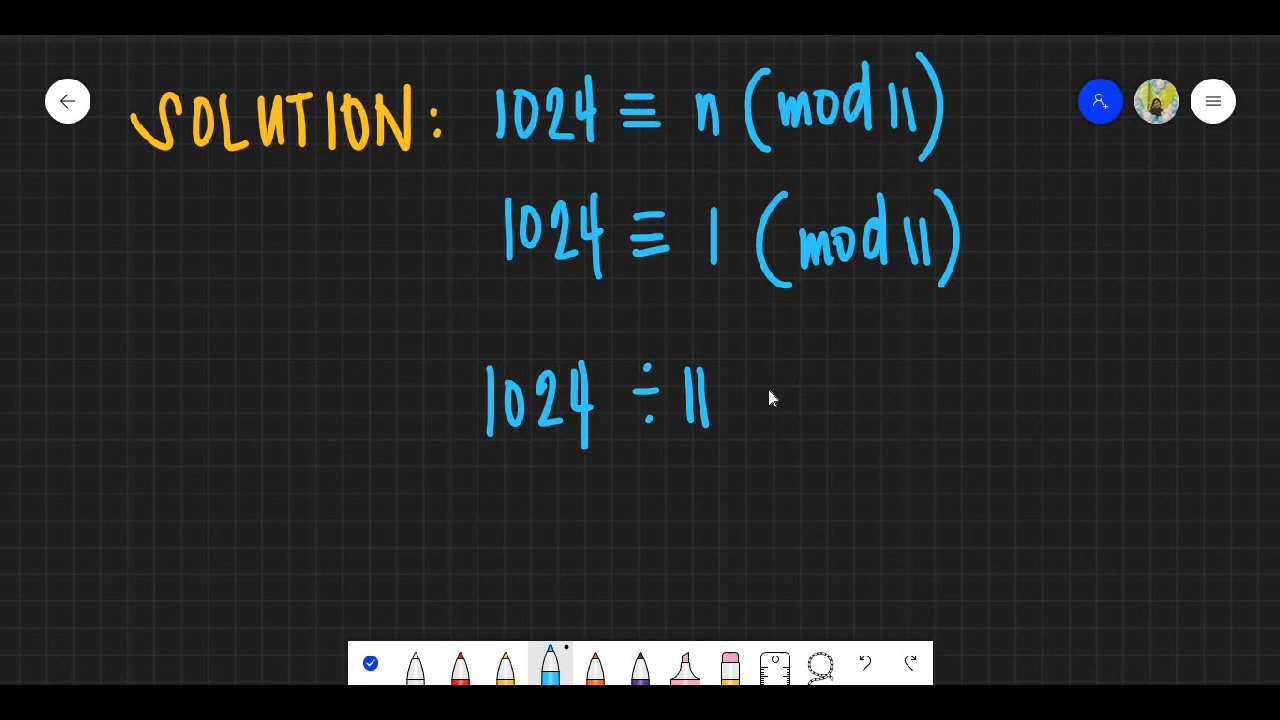 SOLUTION: 1024 ≡ n (mod 11)
1024 ≡ 1 (mod 11)
1024 ÷ 11